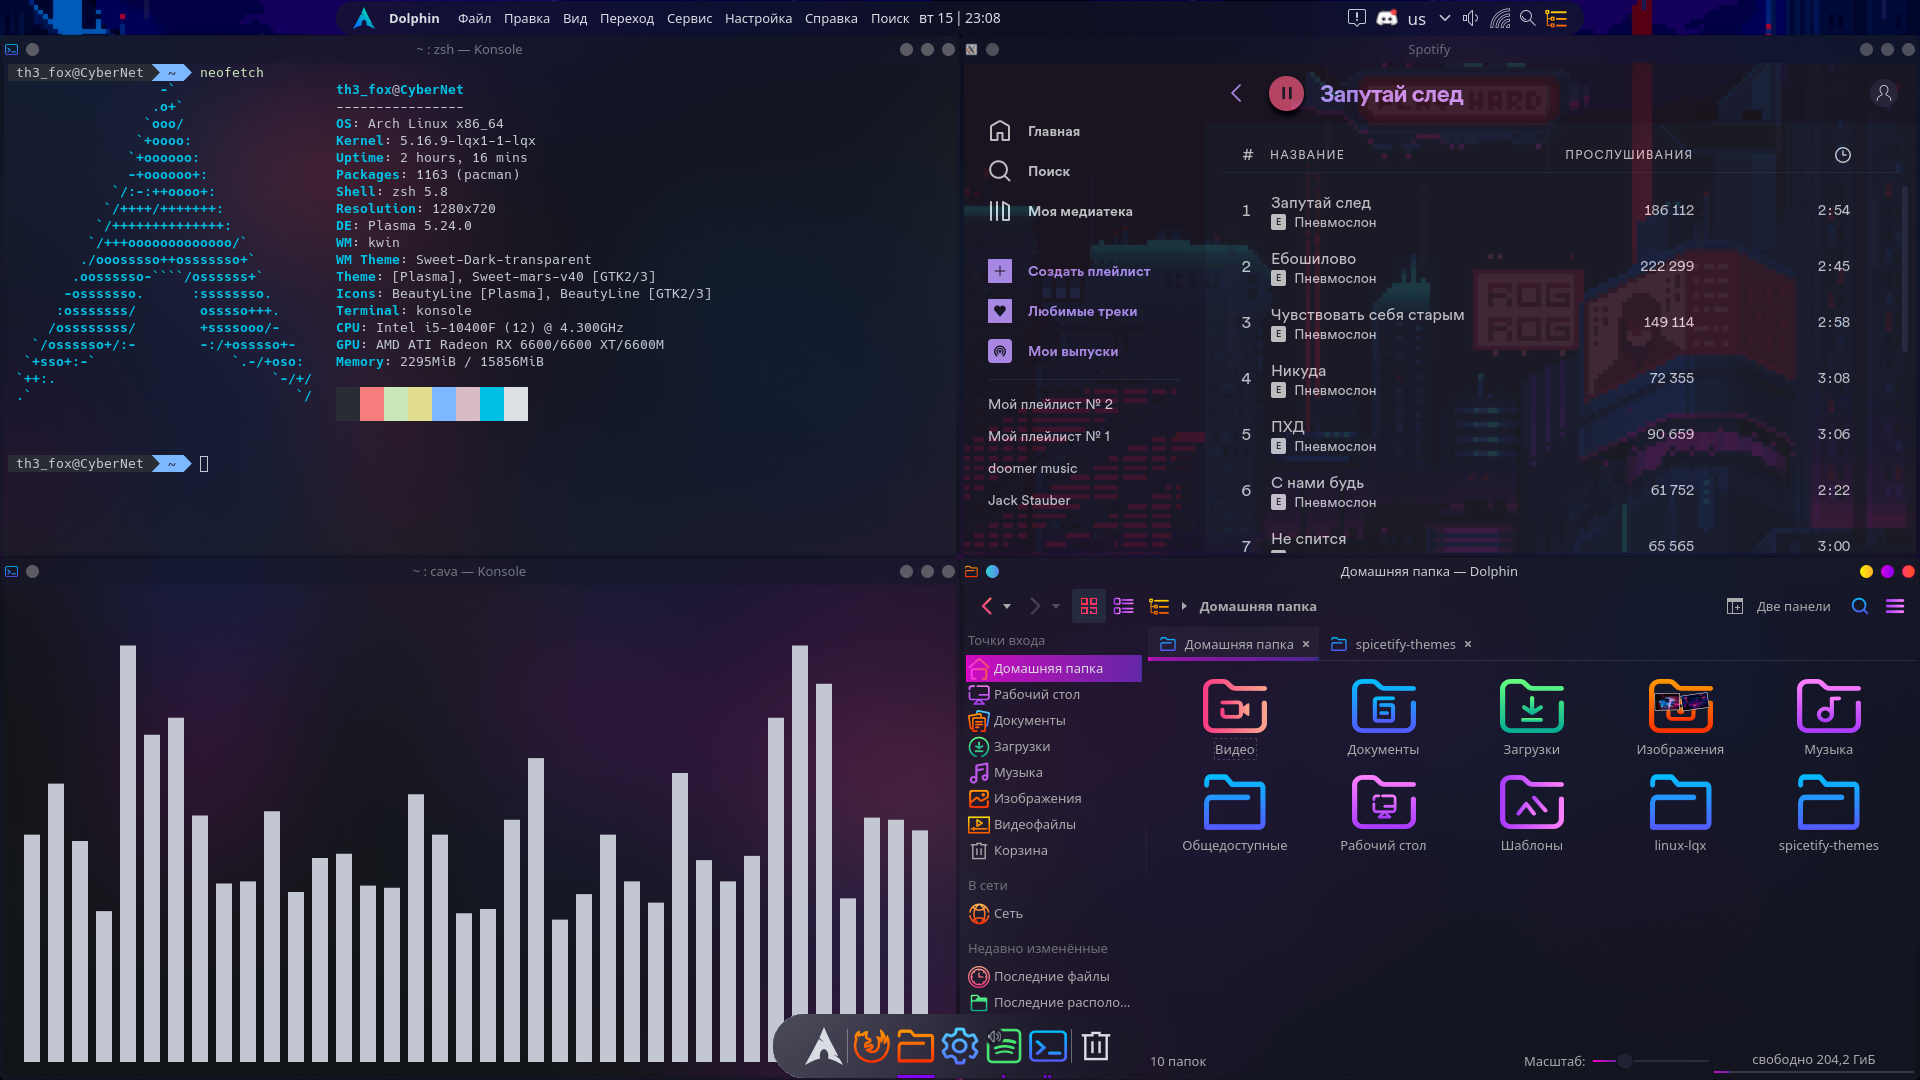 Dolphin Файл Правка Вид Переход Сервис Настройка Справка Поиск вт 15 | 23:08 us
~ : zsh — Konsole
th3_fox@CyberNet ~ neofetch
th3_fox@CyberNet
----------------
OS: Arch Linux x86_64
Kernel: 5.16.9-lqx1-1-lqx
Uptime: 2 hours, 16 mins
Packages: 1163 (pacman)
Shell: zsh 5.8
Resolution: 1280x720
DE: Plasma 5.24.0
WM: kwin
WM Theme: Sweet-Dark-transparent
Theme: [Plasma], Sweet-mars-v40 [GTK2/3]
Icons: BeautyLine [Plasma], BeautyLine [GTK2/3]
Terminal: konsole
CPU: Intel i5-10400F (12) @ 4.300GHz
GPU: AMD ATI Radeon RX 6600/6600 XT/6600M
Memory: 2295MiB / 15856MiB
th3_fox@CyberNet ~
Spotify
Главная
Поиск
Моя медиатека
Создать плейлист
Любимые треки
Мои выпуски
Мой плейлист № 2
Мой плейлист № 1
doomer music
Jack Stauber
Запутай след
# НАЗВАНИЕ ПРОСЛУШИВАНИЯ
1 Запутай след 186 112 2:54
E Пневмослон
2 Ебошилово 222 299 2:45
E Пневмослон
3 Чувствовать себя старым 149 114 2:58
E Пневмослон
4 Никуда 72 355 3:08
E Пневмослон
5 ПХД 90 659 3:06
E Пневмослон
6 С нами будь 61 752 2:22
E Пневмослон
7 Не спится 65 565 3:00
ROG ROG
~ : cava — Konsole
Домашняя папка — Dolphin
Домашняя папка Две панели
Домашняя папка × spicetify-themes ×
Точки входа
Домашняя папка
Рабочий стол
Документы
Загрузки
Музыка
Изображения
Видеофайлы
Корзина
В сети
Сеть
Недавно изменённые
Последние файлы
Последние располо...
Видео Документы Загрузки Изображения Музыка
Общедоступные Рабочий стол Шаблоны linux-lqx spicetify-themes
10 папок Масштаб: свободно 204,2 ГиБ